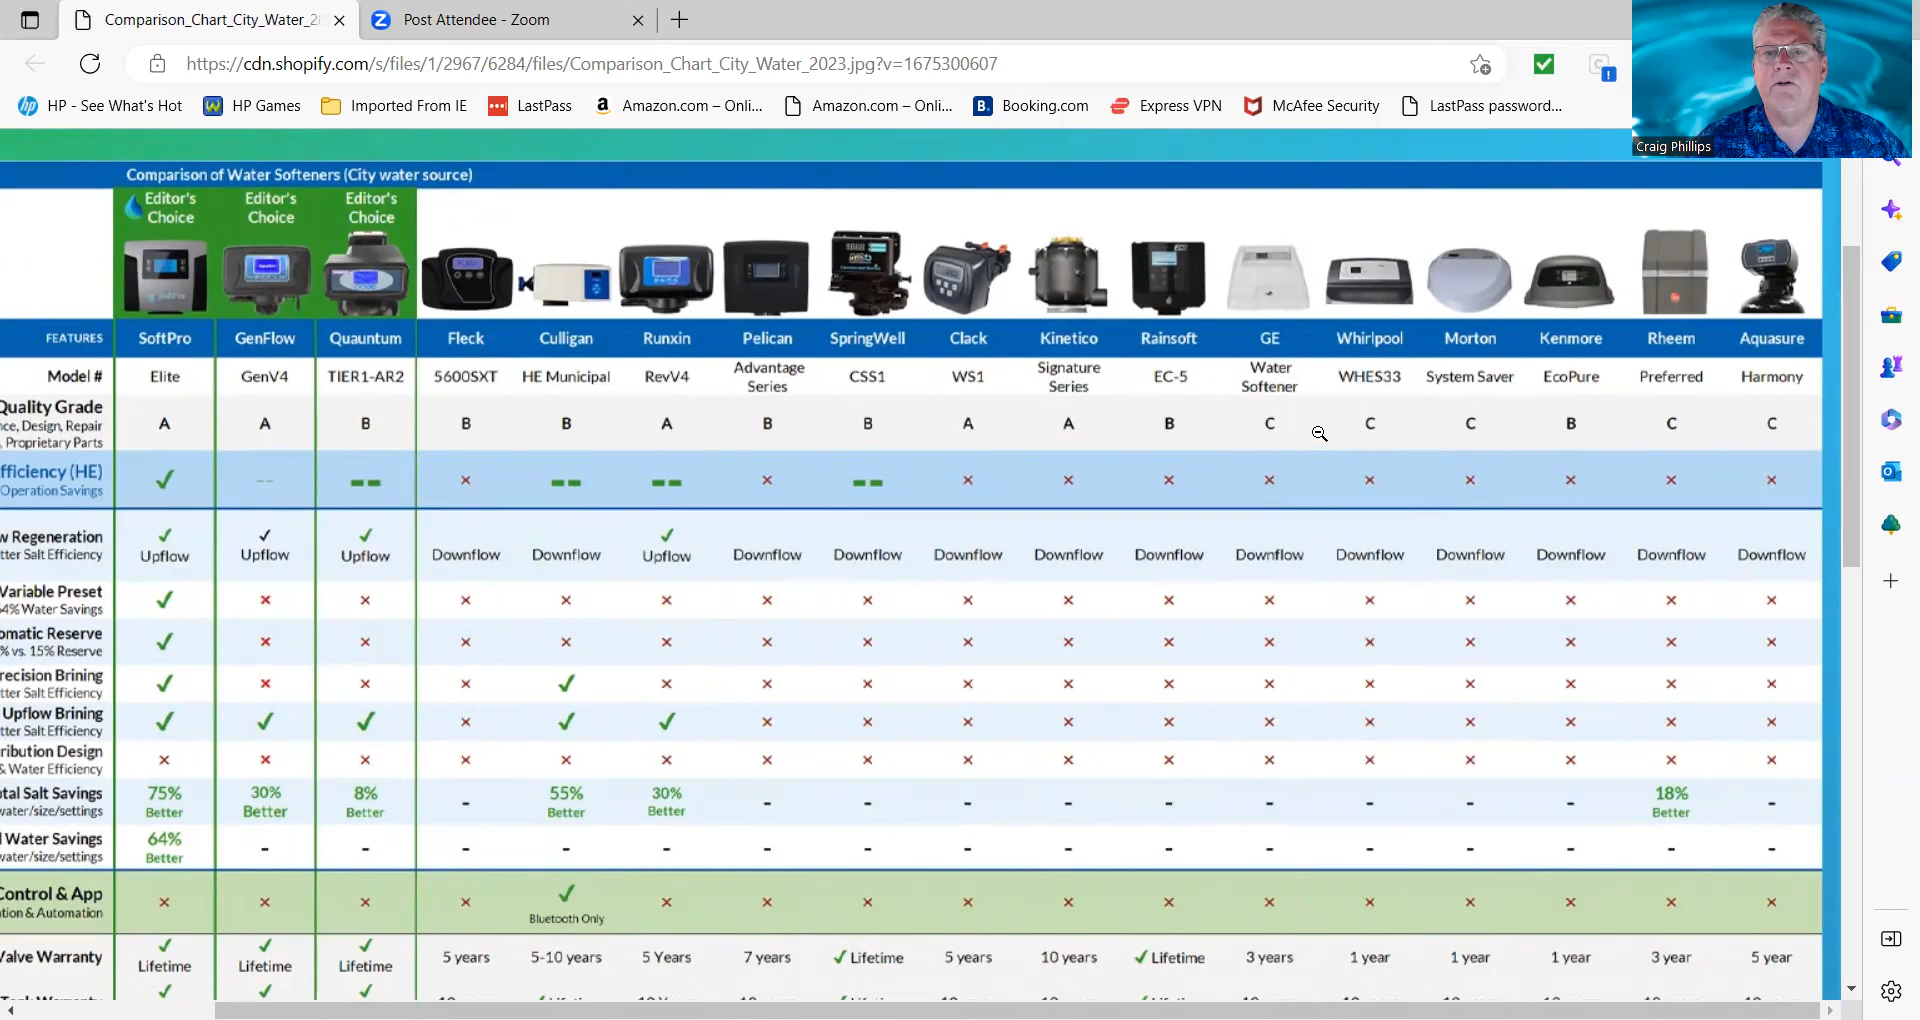 Comparison_Chart_City_Water_2
Post Attendee - Zoom
https://cdn.shopify.com/s/files/1/2967/6284/files/Comparison_Chart_City_Water_2023.jpg?v=1675300607
HP - See What's Hot HP Games Imported From IE LastPass Amazon.com – Onli... Amazon.com – Onli... Booking.com Express VPN McAfee Security LastPass password...
Craig Phillips
Comparison of Water Softeners (City water source)
Editor's Choice Editor's Choice Editor's Choice
FEATURES SoftPro GenFlow Quauntum Fleck Culligan Runxin Pelican SpringWell Clack Kinetico Rainsoft GE Whirlpool Morton Kenmore Rheem Aquasure
Model # Elite GenV4 TIER1-AR2 5600SXT HE Municipal RevV4 Advantage Series CSS1 WS1 Signature Series EC-5 Water Softener WHES33 System Saver EcoPure Preferred Harmony
Quality Grade
nce, Design, Repair
, Proprietary Parts
A A B B B A B B A A B C C C B C C
fficiency (HE)
Operation Savings
✓ -- -- × -- -- × -- × × × × × × × × ×
w Regeneration
tter Salt Efficiency
✓ ✓ ✓ ✓
Upflow Upflow Upflow Downflow Downflow Upflow Downflow Downflow Downflow Downflow Downflow Downflow Downflow Downflow Downflow Downflow Downflow
Variable Preset
4% Water Savings
✓ × × × × × × × × × × × × × × × ×
omatic Reserve
% vs. 15% Reserve
✓ × × × × × × × × × × × × × × × ×
recision Brining
tter Salt Efficiency
✓ × × × ✓ × × × × × × × × × × × ×
Upflow Brining
tter Salt Efficiency
✓ ✓ ✓ × ✓ ✓ × × × × × × × × × × ×
ribution Design
& Water Efficiency
× × × × × × × × × × × × × × × × ×
otal Salt Savings
water/size/settings
75% 30% 8% - 55% 30% - - - - - - - - - 18% -
Better Better Better Better Better Better
l Water Savings
water/size/settings
64% - - - - - - - - - - - - - - - -
Better
Control & App
tion & Automation
× × × × ✓ × × × × × × × × × × × ×
Bluetooth Only
Valve Warranty
✓ ✓ ✓
Lifetime Lifetime Lifetime 5 years 5-10 years 5 Years 7 years ✓ Lifetime 5 years 10 years ✓ Lifetime 3 years 1 year 1 year 1 year 3 year 5 year
✓ ✓ ✓